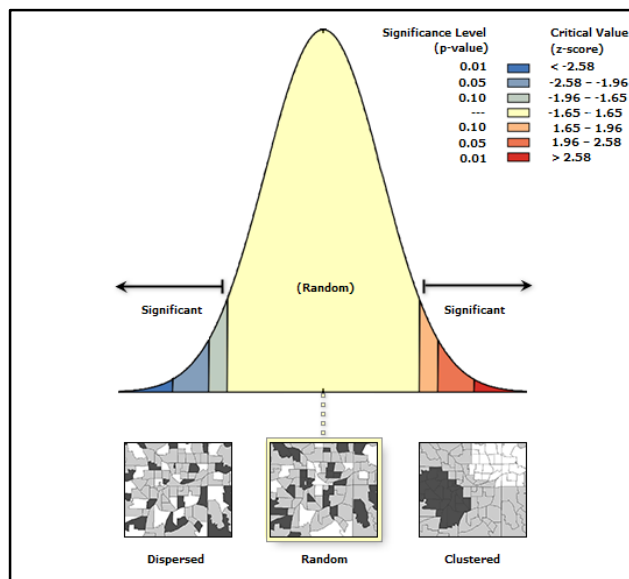 Significance Level Critical Value
(p-value) (z-score)
0.01 < -2.58
0.05 -2.58 – -1.96
0.10 -1.96 – -1.65
--- -1.65 – 1.65
0.10 1.65 – 1.96
0.05 1.96 – 2.58
0.01 > 2.58
(Random)
Significant Significant
Dispersed Random Clustered